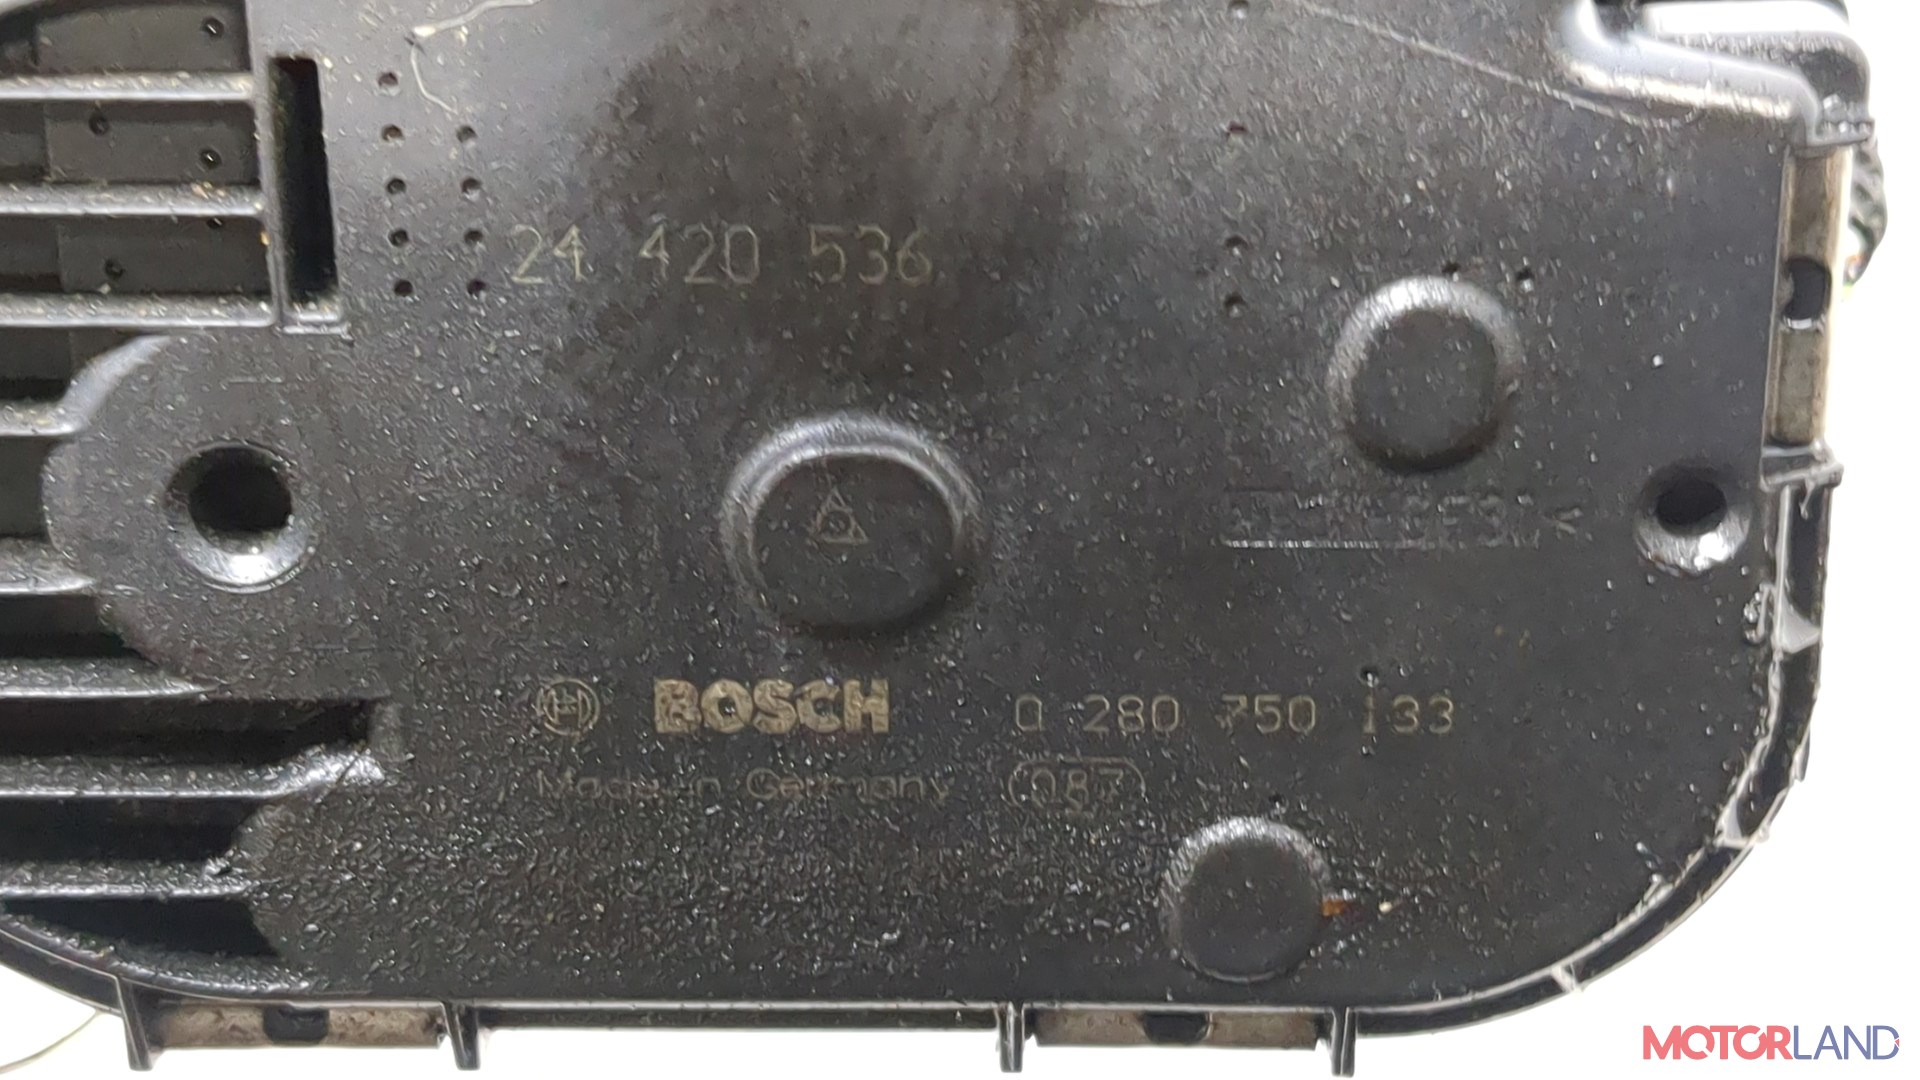 24 420 536
BOSCH 0 280 750 133
Made in Germany 087
MOTORLAND